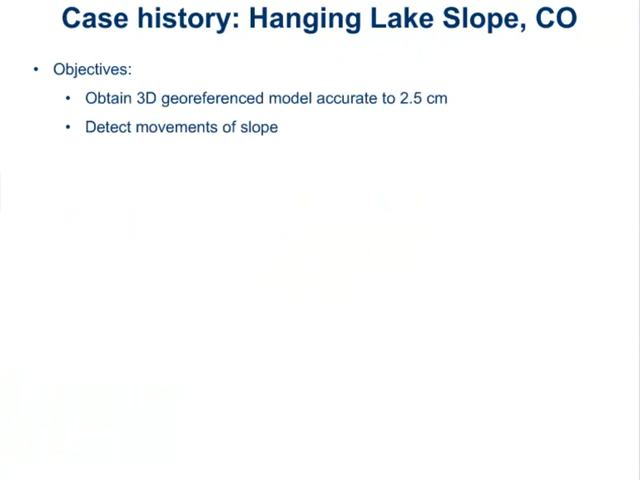 Case history: Hanging Lake Slope, CO
• Objectives:
• Obtain 3D georeferenced model accurate to 2.5 cm
• Detect movements of slope